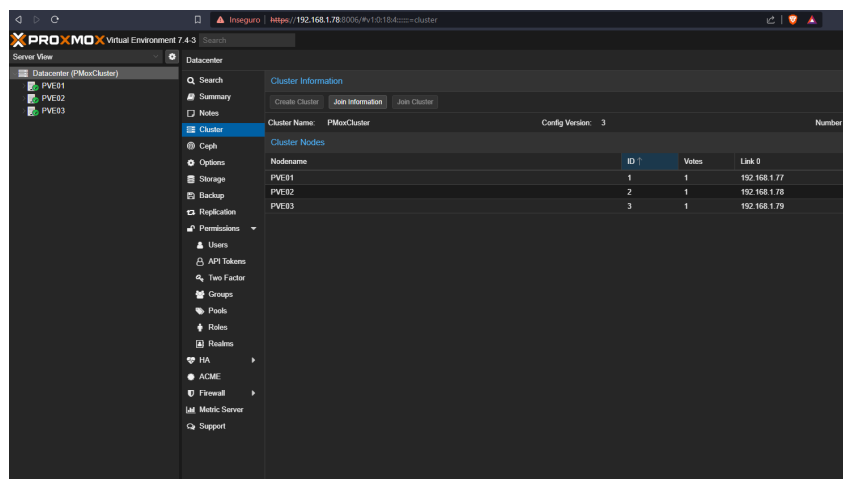 Inseguro https://192.168.1.78:8006/#v1:0:18:4:::::=cluster
PROXMOX Virtual Environment 7.4-3 Search
Server View
Datacenter (PMoxCluster)
PVE01
PVE02
PVE03
Datacenter
Search
Summary
Notes
Cluster
Ceph
Options
Storage
Backup
Replication
Permissions
Users
API Tokens
Two Factor
Groups
Pools
Roles
Realms
HA
ACME
Firewall
Metric Server
Support
Cluster Information
Create Cluster Join Information Join Cluster
Cluster Name: PMoxCluster Config Version: 3 Number
Cluster Nodes
Nodename ID ↑ Votes Link 0
PVE01 1 1 192.168.1.77
PVE02 2 1 192.168.1.78
PVE03 3 1 192.168.1.79